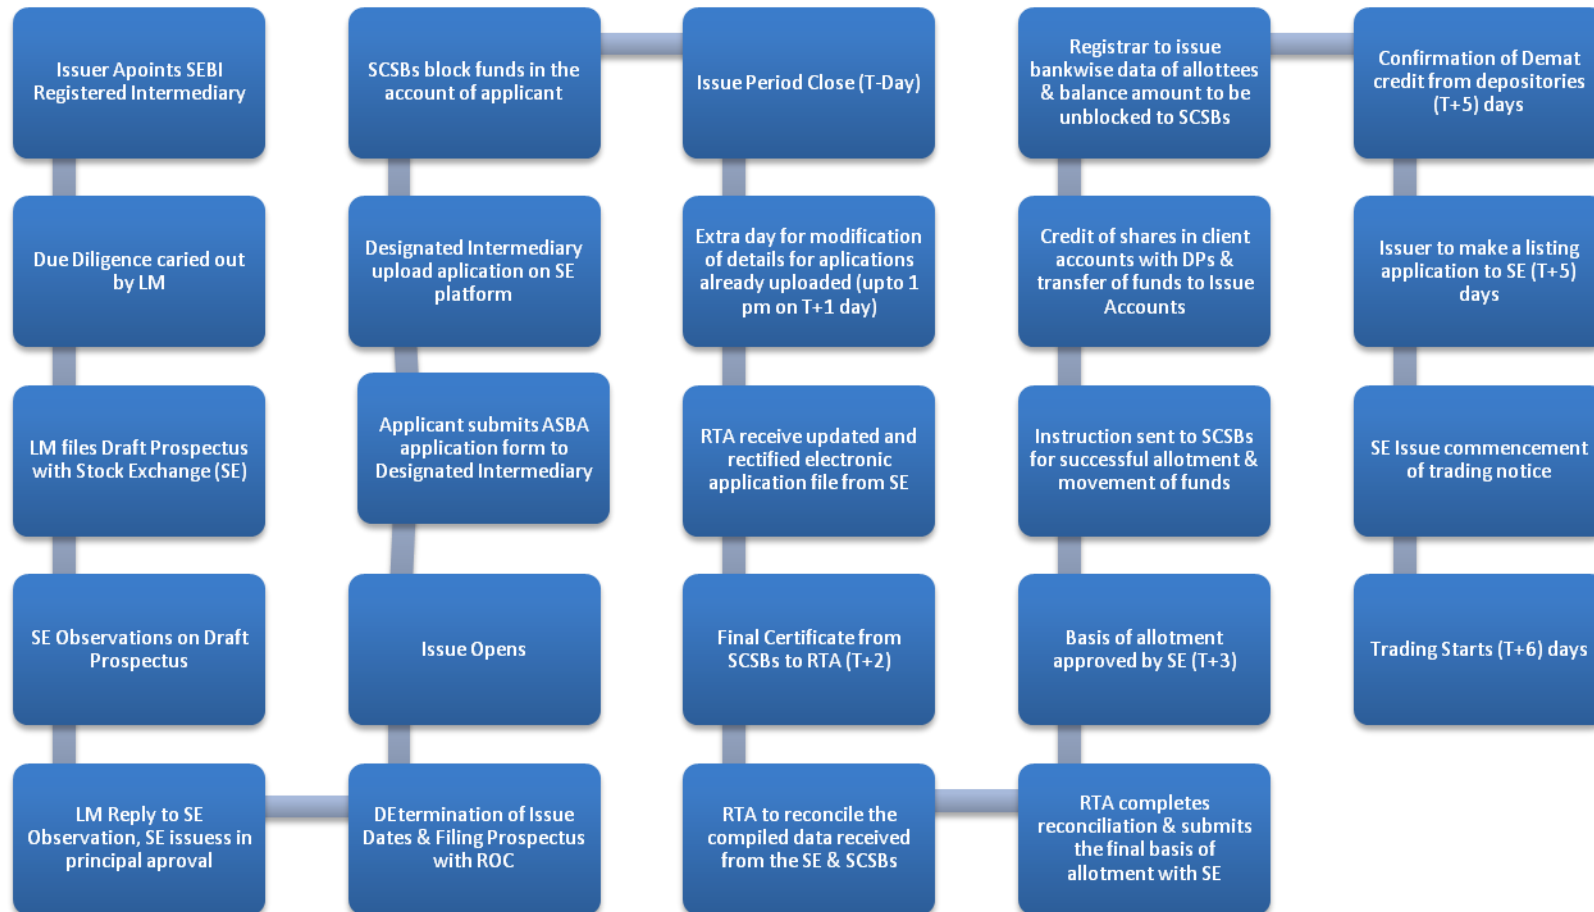 Issuer Apoints SEBI
Registered Intermediary
Due Diligence caried out
by LM
LM files Draft Prospectus
with Stock Exchange (SE)
SE Observations on Draft
Prospectus
LM Reply to SE
Observation, SE issuess in
principal aproval
DEtermination of Issue
Dates & Filing Prospectus
with ROC
Issue Opens
Applicant submits ASBA
application form to
Designated Intermediary
Designated Intermediary
upload aplication on SE
platform
SCSBs block funds in the
account of applicant
Issue Period Close (T-Day)
Extra day for modification
of details for aplications
already uploaded (upto 1
pm on T+1 day)
RTA receive updated and
rectified electronic
application file from SE
Final Certificate from
SCSBs to RTA (T+2)
RTA to reconcile the
compiled data received
from the SE & SCSBs
RTA completes
reconciliation & submits
the final basis of
allotment with SE
Basis of allotment
approved by SE (T+3)
Instruction sent to SCSBs
for successful allotment &
movement of funds
Credit of shares in client
accounts with DPs &
transfer of funds to Issue
Accounts
Registrar to issue
bankwise data of allottees
& balance amount to be
unblocked to SCSBs
Confirmation of Demat
credit from depositories
(T+5) days
Issuer to make a listing
application to SE (T+5)
days
SE Issue commencement
of trading notice
Trading Starts (T+6) days